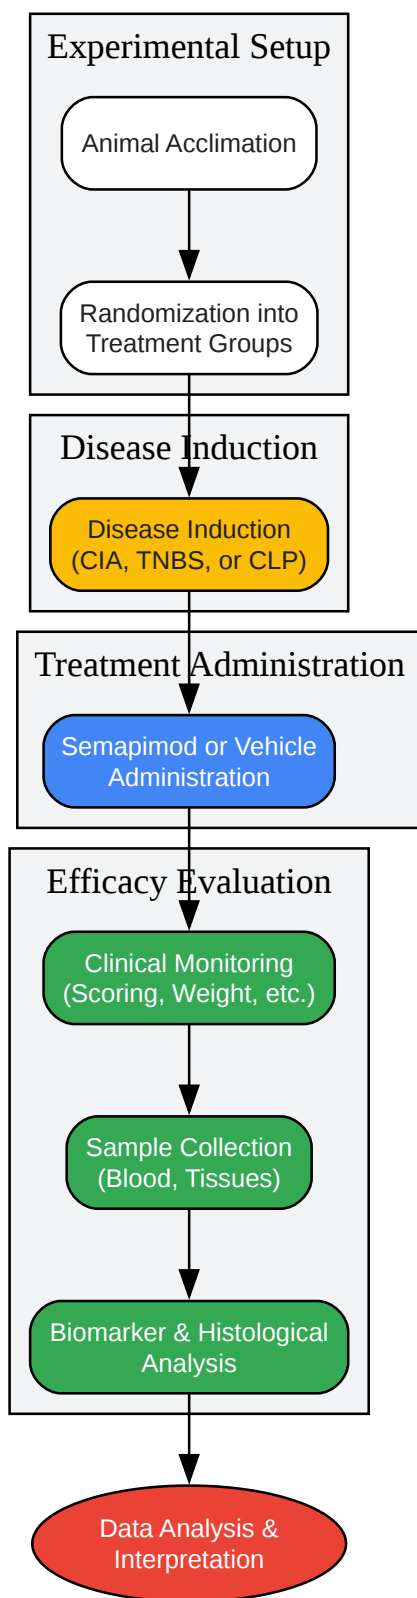 Experimental Setup
Animal Acclimation
Randomization into
Treatment Groups
Disease Induction
Disease Induction
(CIA, TNBS, or CLP)
Treatment Administration
Semapimod or Vehicle
Administration
Efficacy Evaluation
Clinical Monitoring
(Scoring, Weight, etc.)
Sample Collection
(Blood, Tissues)
Biomarker & Histological
Analysis
Data Analysis &
Interpretation